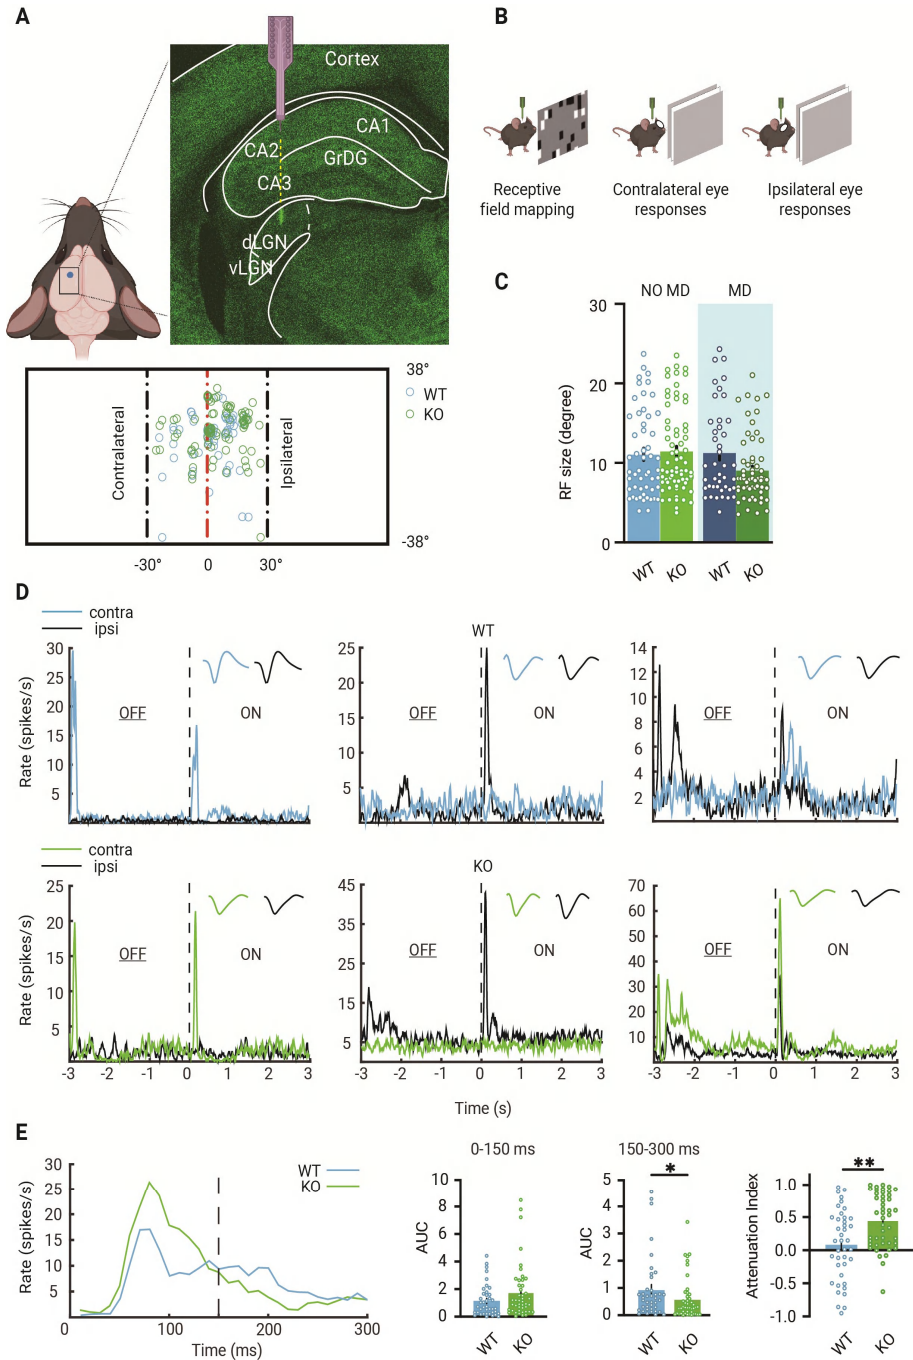 A
Cortex
CA1
CA2
GrDG
CA3
dLGN
vLGN
38°
WT
KO
Contralateral
Ipsilateral
-38°
-30°
0
30°
B
Receptive
field mapping
Contralateral eye
responses
Ipsilateral eye
responses
C
NO MD
MD
RF size (degree)
30
20
10
0
WT
KO
WT
KO
D
contra
ipsi
WT
Rate (spikes/s)
30
25
20
15
10
5
OFF
ON
25
20
15
10
5
OFF
ON
14
12
10
8
6
4
2
OFF
ON
contra
ipsi
KO
Rate (spikes/s)
25
20
15
10
5
OFF
ON
-3 -2 -1 0 1 2 3
45
35
25
15
5
OFF
ON
-3 -2 -1 0 1 2 3
70
60
50
40
30
20
10
OFF
ON
-3 -2 -1 0 1 2 3
Time (s)
E
Rate (spikes/s)
30
25
20
15
10
5
WT
KO
0 100 200 300
Time (ms)
0-150 ms
AUC
10
8
6
4
2
0
WT
KO
150-300 ms
*
AUC
5
4
3
2
1
0
WT
KO
**
Attenuation Index
1.0
0.5
0.0
-0.5
-1.0
WT
KO